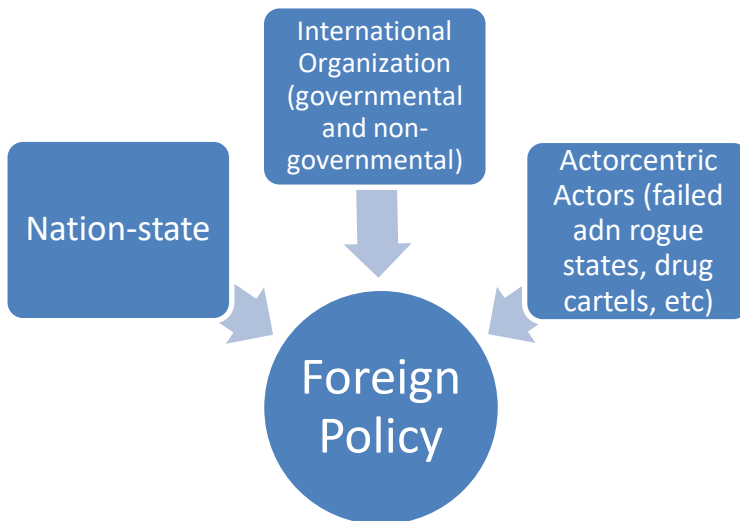 International
Organization
(governmental
and non-
governmental)
Nation-state
Actorcentric
Actors (failed
adn rogue
states, drug
cartels, etc)
Foreign
Policy